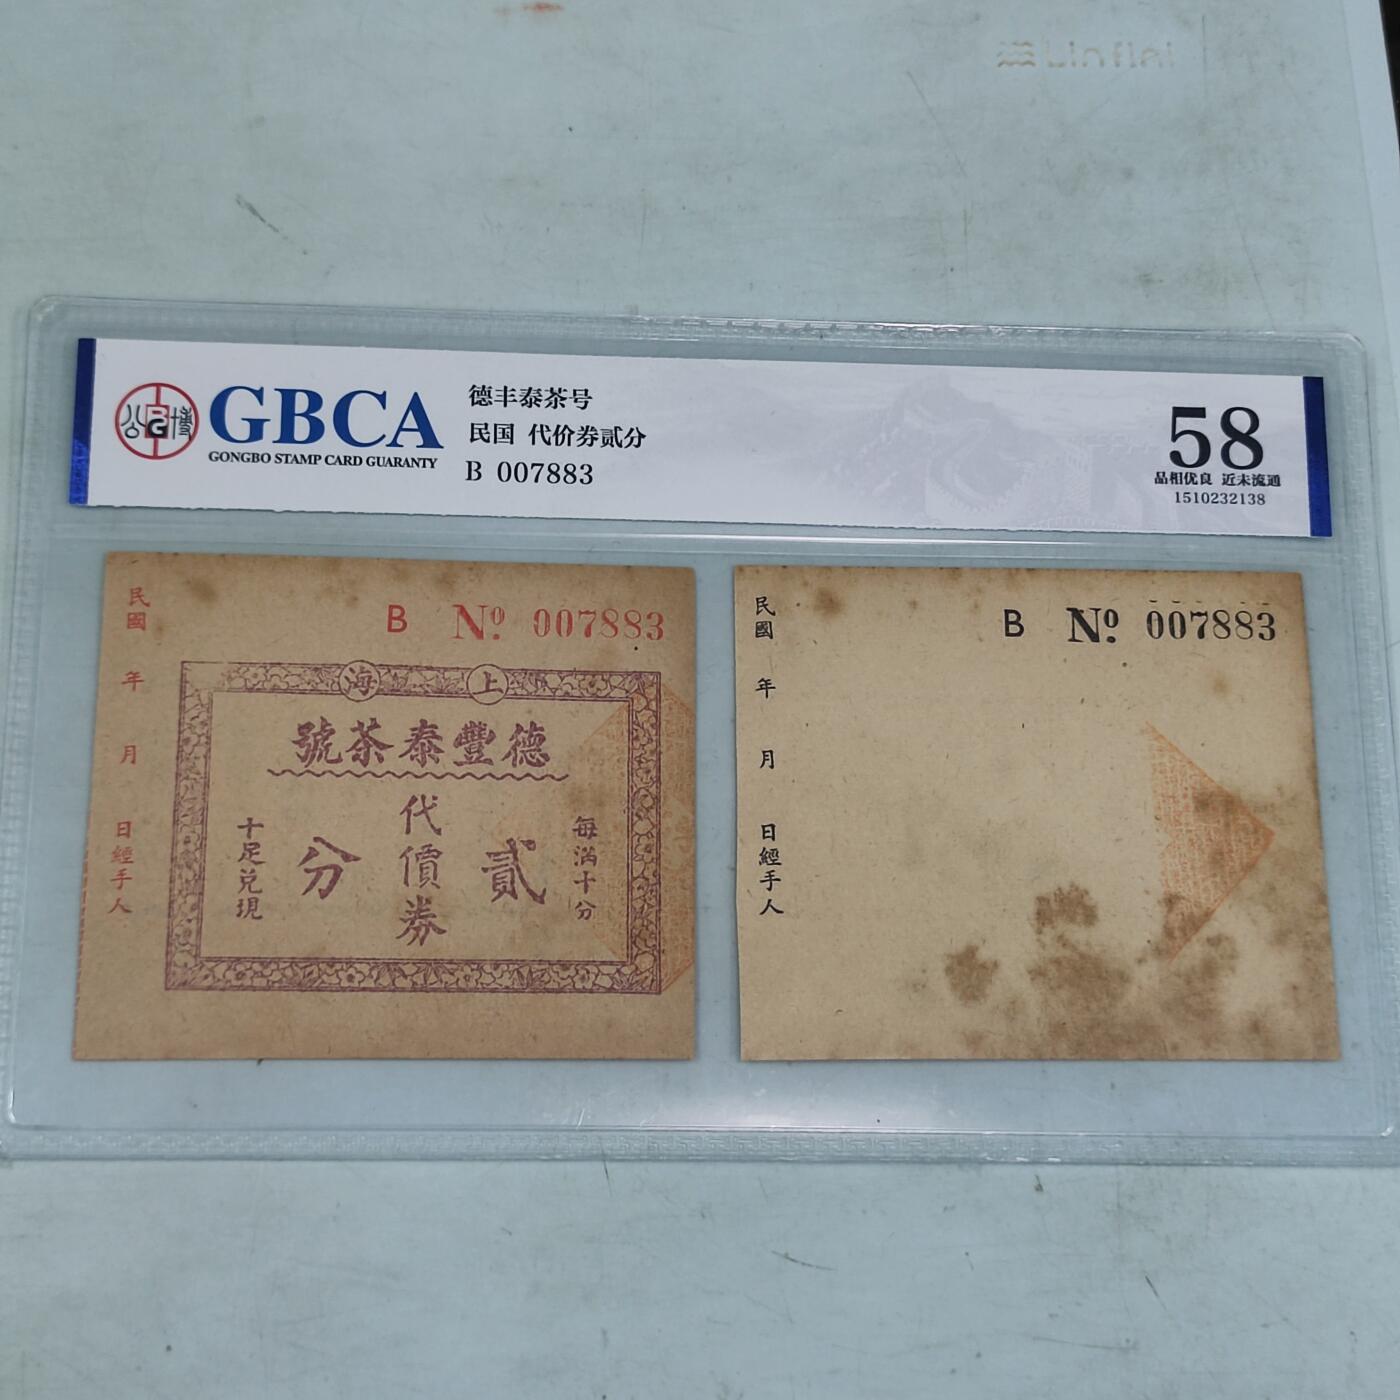 Linfini
公博
GBCA
GONGBO STAMP CARD GUARANTY
德丰泰茶号
民国 代价券贰分
B 007883
58
品相优良 近未流通
1510232138
民國 年 月 日經手人
B Nº. 007883
上海
德豐泰茶號
每滿十分
貳分
代價券
十足兌現
民國 年 月 日經手人
B Nº. 007883